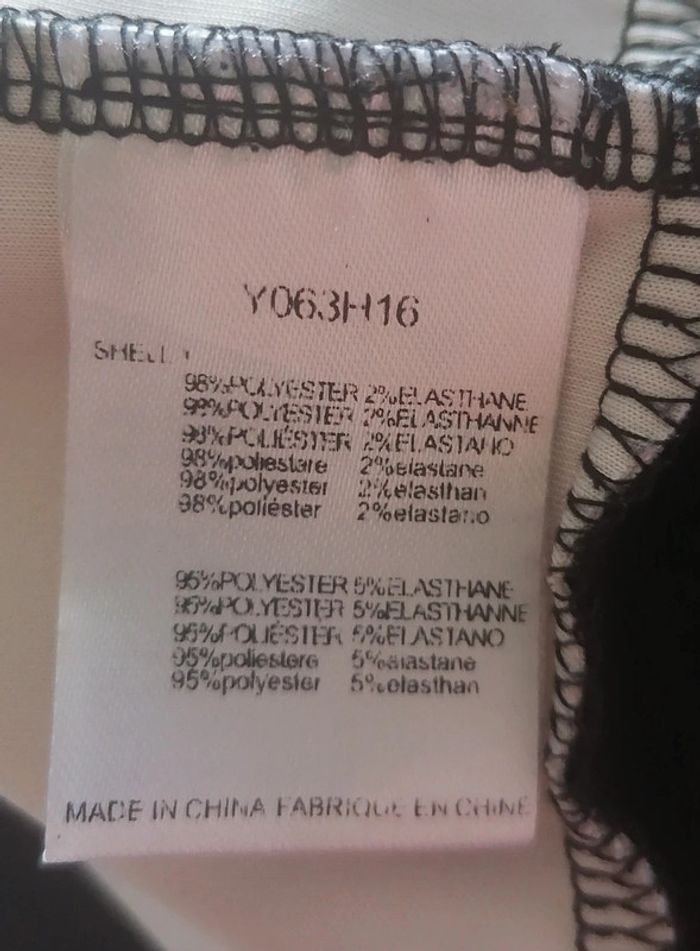 Y063H16
SHELL
98%POLYESTER 2%ELASTHANE
98%POLYESTER 2%ELASTHANNE
98%POLIÉSTER 2%ELASTANO
98%poliestere 2%elastane
98%polyester 2%elasthan
98%poliéster 2%elastano
95%POLYESTER 5%ELASTHANE
95%POLYESTER 5%ELASTHANNE
95%POLIÉSTER 5%ELASTANO
95%poliestere 5%elastane
95%polyester 5%elasthan
MADE IN CHINA FABRIQUE EN CHINE